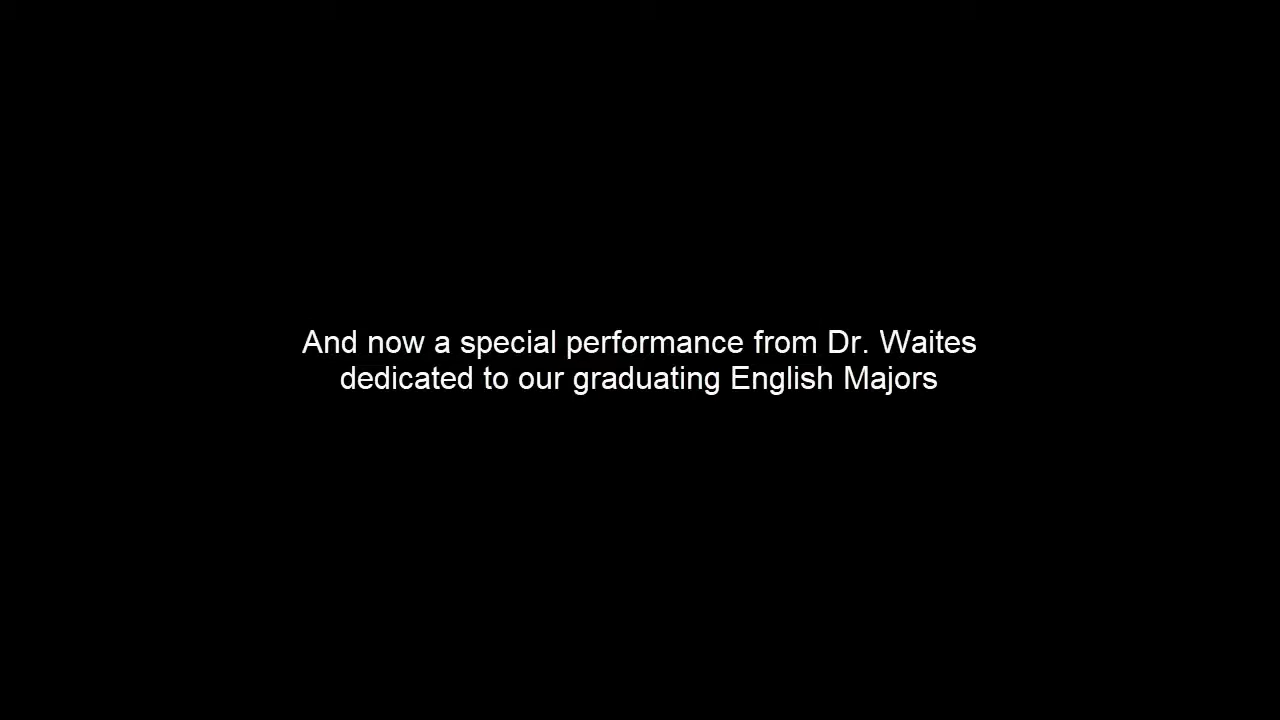 And now a special performance from Dr. Waites
dedicated to our graduating English Majors